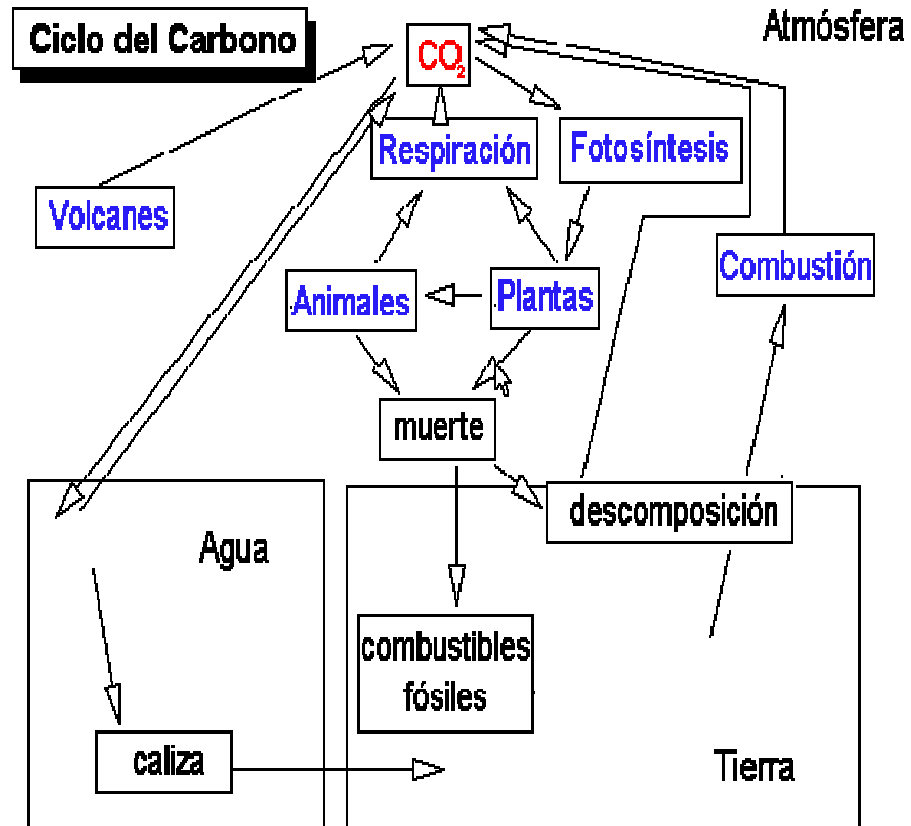 Ciclo del Carbono
Atmósfera
CO₂
Respiración
Fotosíntesis
Volcanes
Combustión
Animales
Plantas
muerte
descomposición
Agua
combustibles
fósiles
caliza
Tierra